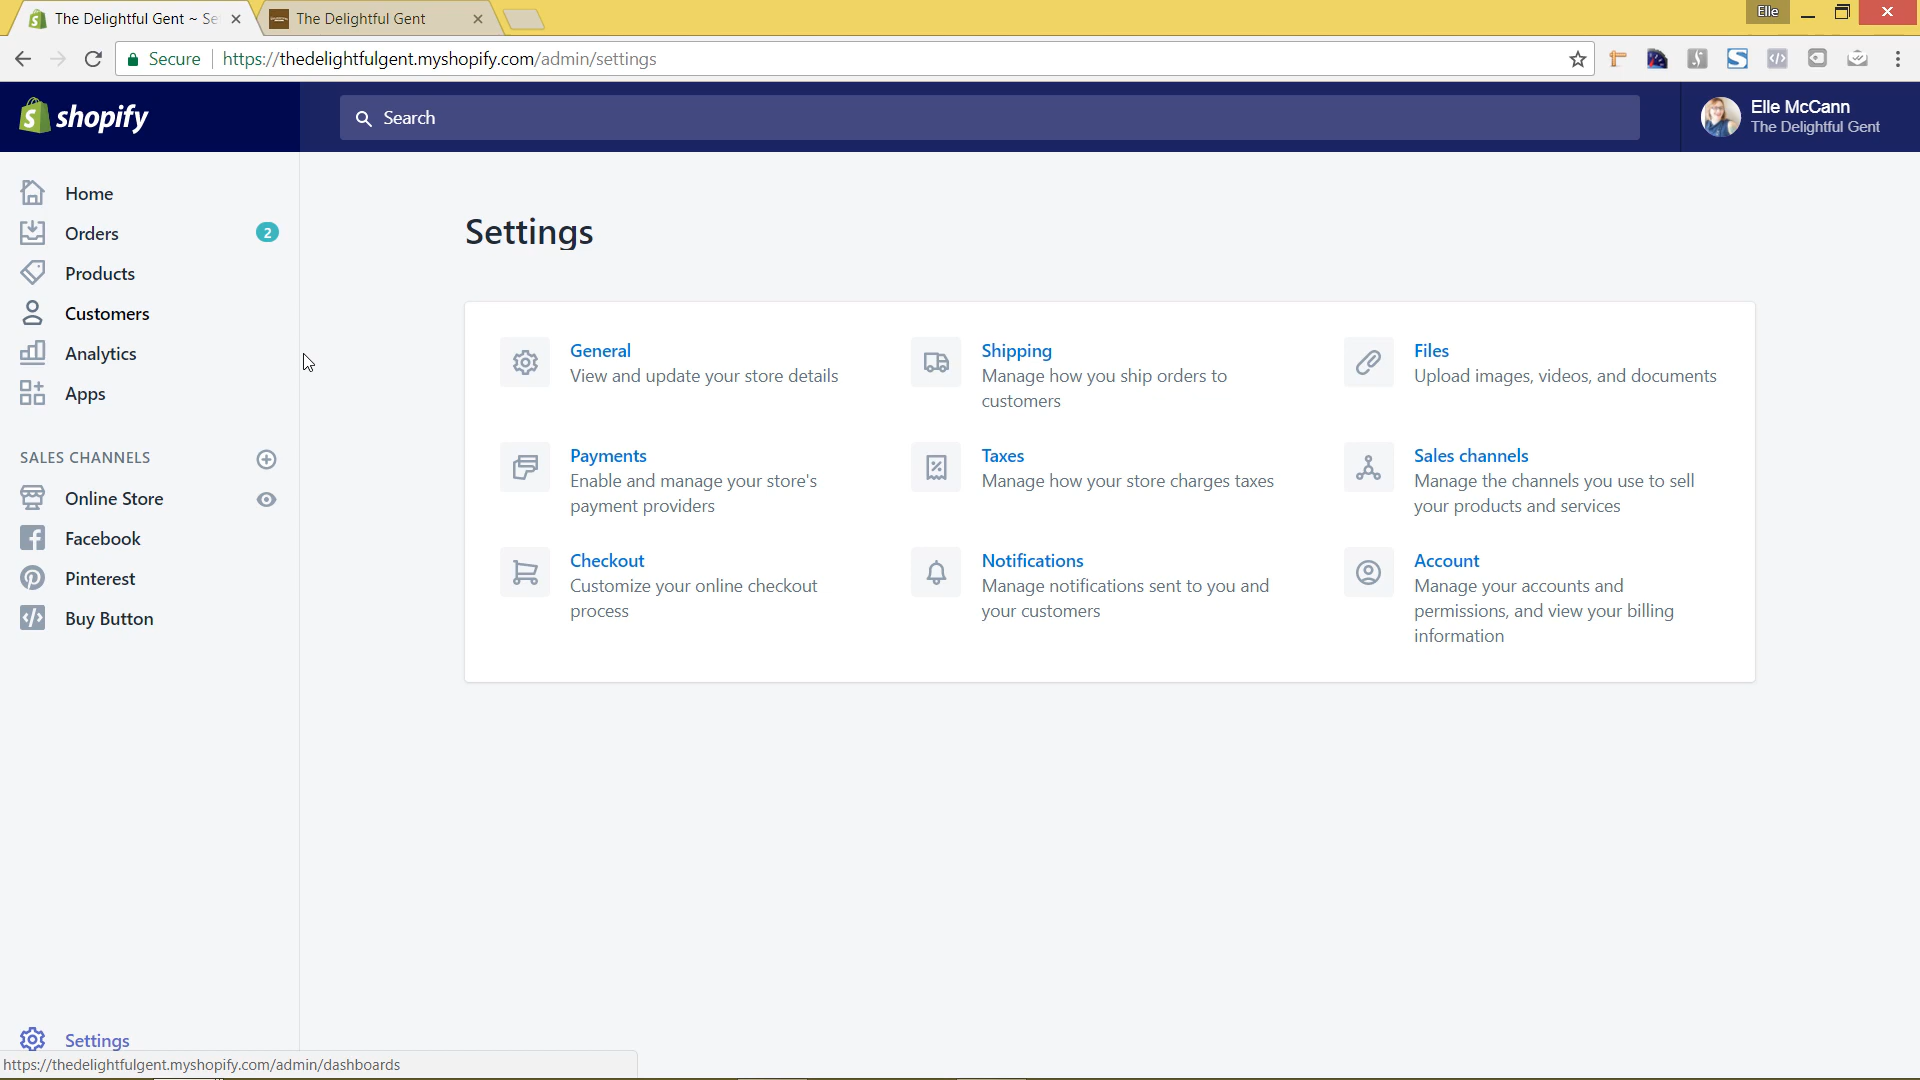 The Delightful Gent ~ Se
The Delightful Gent
Elle
Secure
https://thedelightfulgent.myshopify.com/admin/settings
shopify
Search
Elle McCann
The Delightful Gent
Home
Orders
2
Products
Customers
Analytics
Apps
SALES CHANNELS
Online Store
Facebook
Pinterest
Buy Button
Settings
General
View and update your store details
Shipping
Manage how you ship orders to
customers
Files
Upload images, videos, and documents
Payments
Enable and manage your store's
payment providers
Taxes
Manage how your store charges taxes
Sales channels
Manage the channels you use to sell
your products and services
Checkout
Customize your online checkout
process
Notifications
Manage notifications sent to you and
your customers
Account
Manage your accounts and
permissions, and view your billing
information
Settings
https://thedelightfulgent.myshopify.com/admin/dashboards